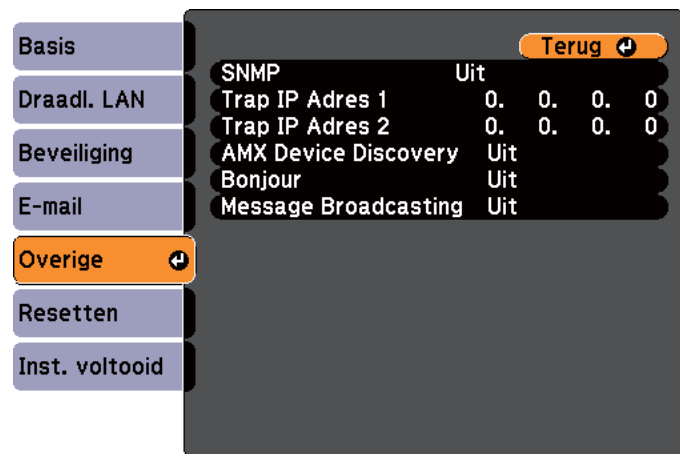 Basis
Draadl. LAN
Beveiliging
E-mail
Overige
Resetten
Inst. voltooid
Terug
SNMP Uit
Trap IP Adres 1 0. 0. 0. 0
Trap IP Adres 2 0. 0. 0. 0
AMX Device Discovery Uit
Bonjour Uit
Message Broadcasting Uit